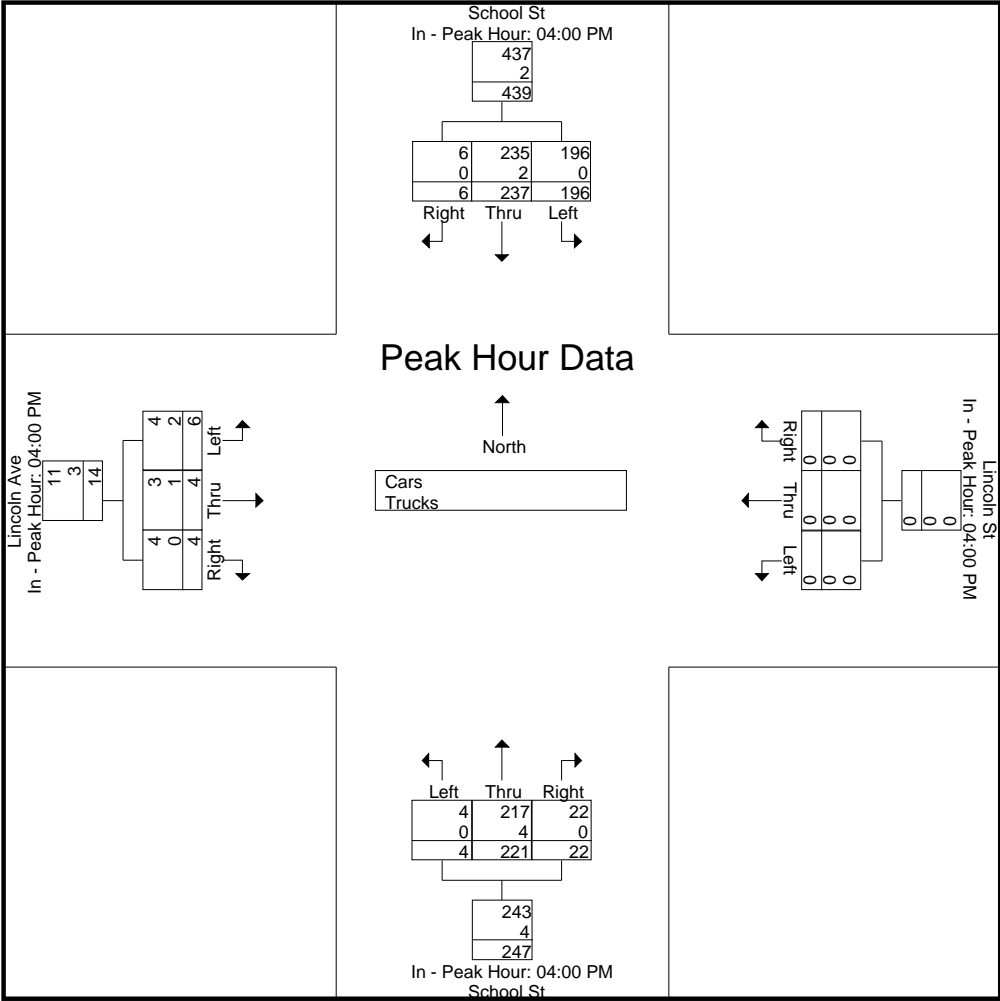 School St
In - Peak Hour: 04:00 PM
437
2
439
6 235 196
0 2 0
6 237 196
Right Thru Left
Peak Hour Data
North
Cars
Trucks
Lincoln Ave
In - Peak Hour: 04:00 PM
11
3
14
4 2 6
Left
3 1 4
Thru
4 0 4
Right
Right
0 0 0
Thru
0 0 0
Left
0 0 0
0 0 0
In - Peak Hour: 04:00 PM
Lincoln St
Left Thru Right
4 217 22
0 4 0
4 221 22
243
4
247
In - Peak Hour: 04:00 PM
School St